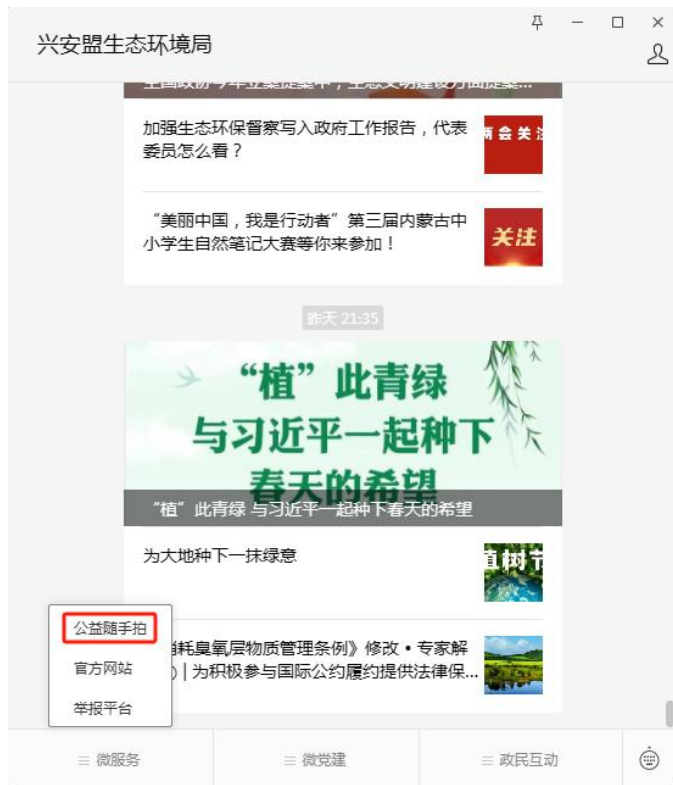 兴安盟生态环境局
加强生态环保督察写入政府工作报告，代表
委员怎么看？
两会关注
“美丽中国，我是行动者”第三届内蒙古中
小学生自然笔记大赛等你来参加！
关注
昨天 21:35
“植”此青绿
与习近平一起种下
春天的希望
“植”此青绿 与习近平一起种下春天的希望
为大地种下一抹绿意
植树节
公益随手拍
官方网站
举报平台
消耗臭氧层物质管理条例》修改•专家解
）|为积极参与国际公约履约提供法律保...
≡ 微服务
≡ 微党建
≡ 政民互动